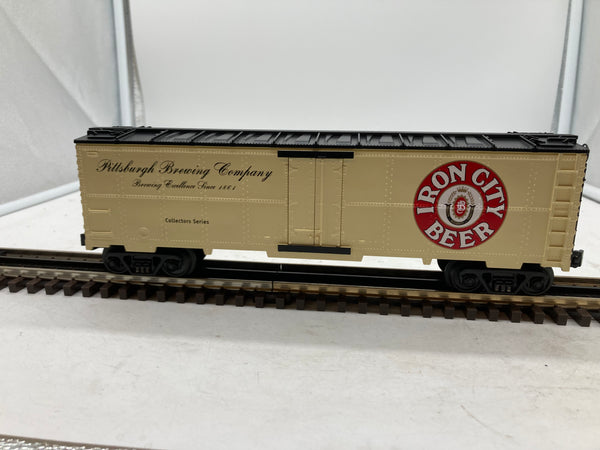 Pittsburgh Brewing Company
Brewing Excellence Since 1861
Collectors Series
IRON CITY
BEER